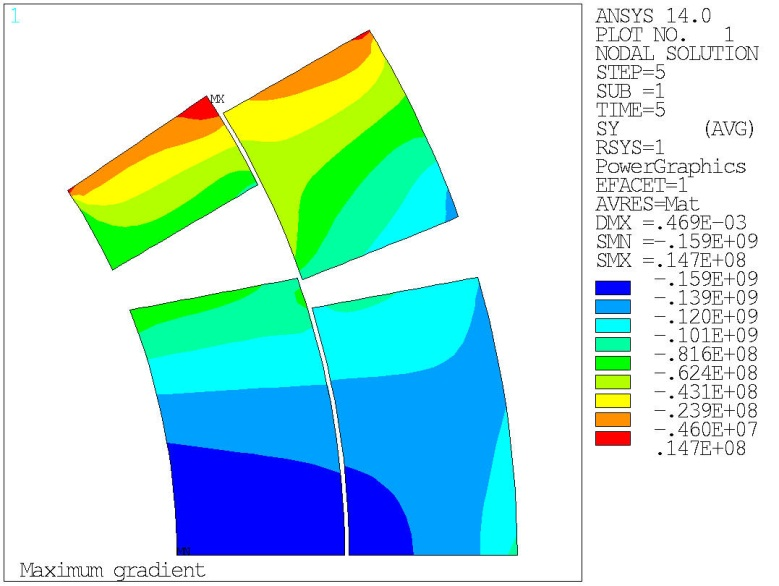 1
ANSYS 14.0
PLOT NO.   1
NODAL SOLUTION
STEP=5
SUB =1
TIME=5
SY       (AVG)
RSYS=1
PowerGraphics
EFACET=1
AVRES=Mat
DMX =.469E-03
SMN =-.159E+09
SMX =.147E+08
-.159E+09
-.139E+09
-.120E+09
-.101E+09
-.816E+08
-.624E+08
-.431E+08
-.239E+08
-.460E+07
.147E+08
MX
MN
Maximum gradient